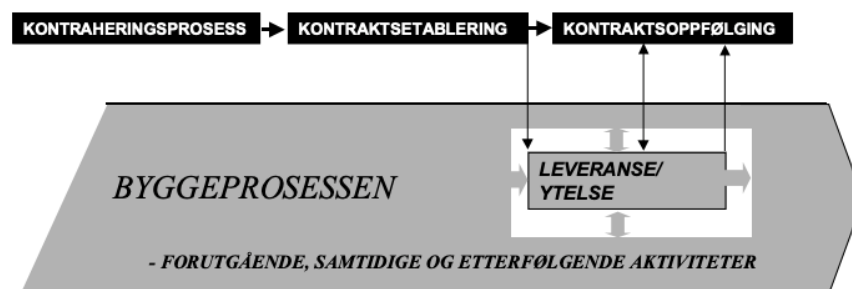 KONTRAHERINGSPROSESS KONTRAKTSETABLERING KONTRAKTSOPPFØLGING
LEVERANSE/
YTELSE
BYGGEPROSESSEN
- FORUTGÅENDE, SAMTIDIGE OG ETTERFØLGENDE AKTIVITETER